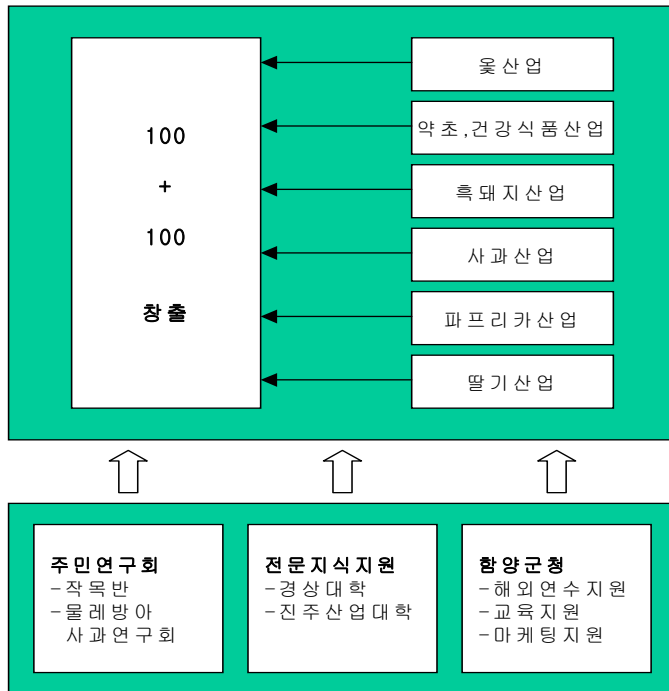 100
+
100
창출
옻산업
약초,건강식품산업
흑돼지산업
사과산업
파프리카산업
딸기산업
주민연구회
-작목반
-물레방아
사과연구회
전문지식지원
-경상대학
-진주산업대학
함양군청
-해외연수지원
-교육지원
-마케팅지원